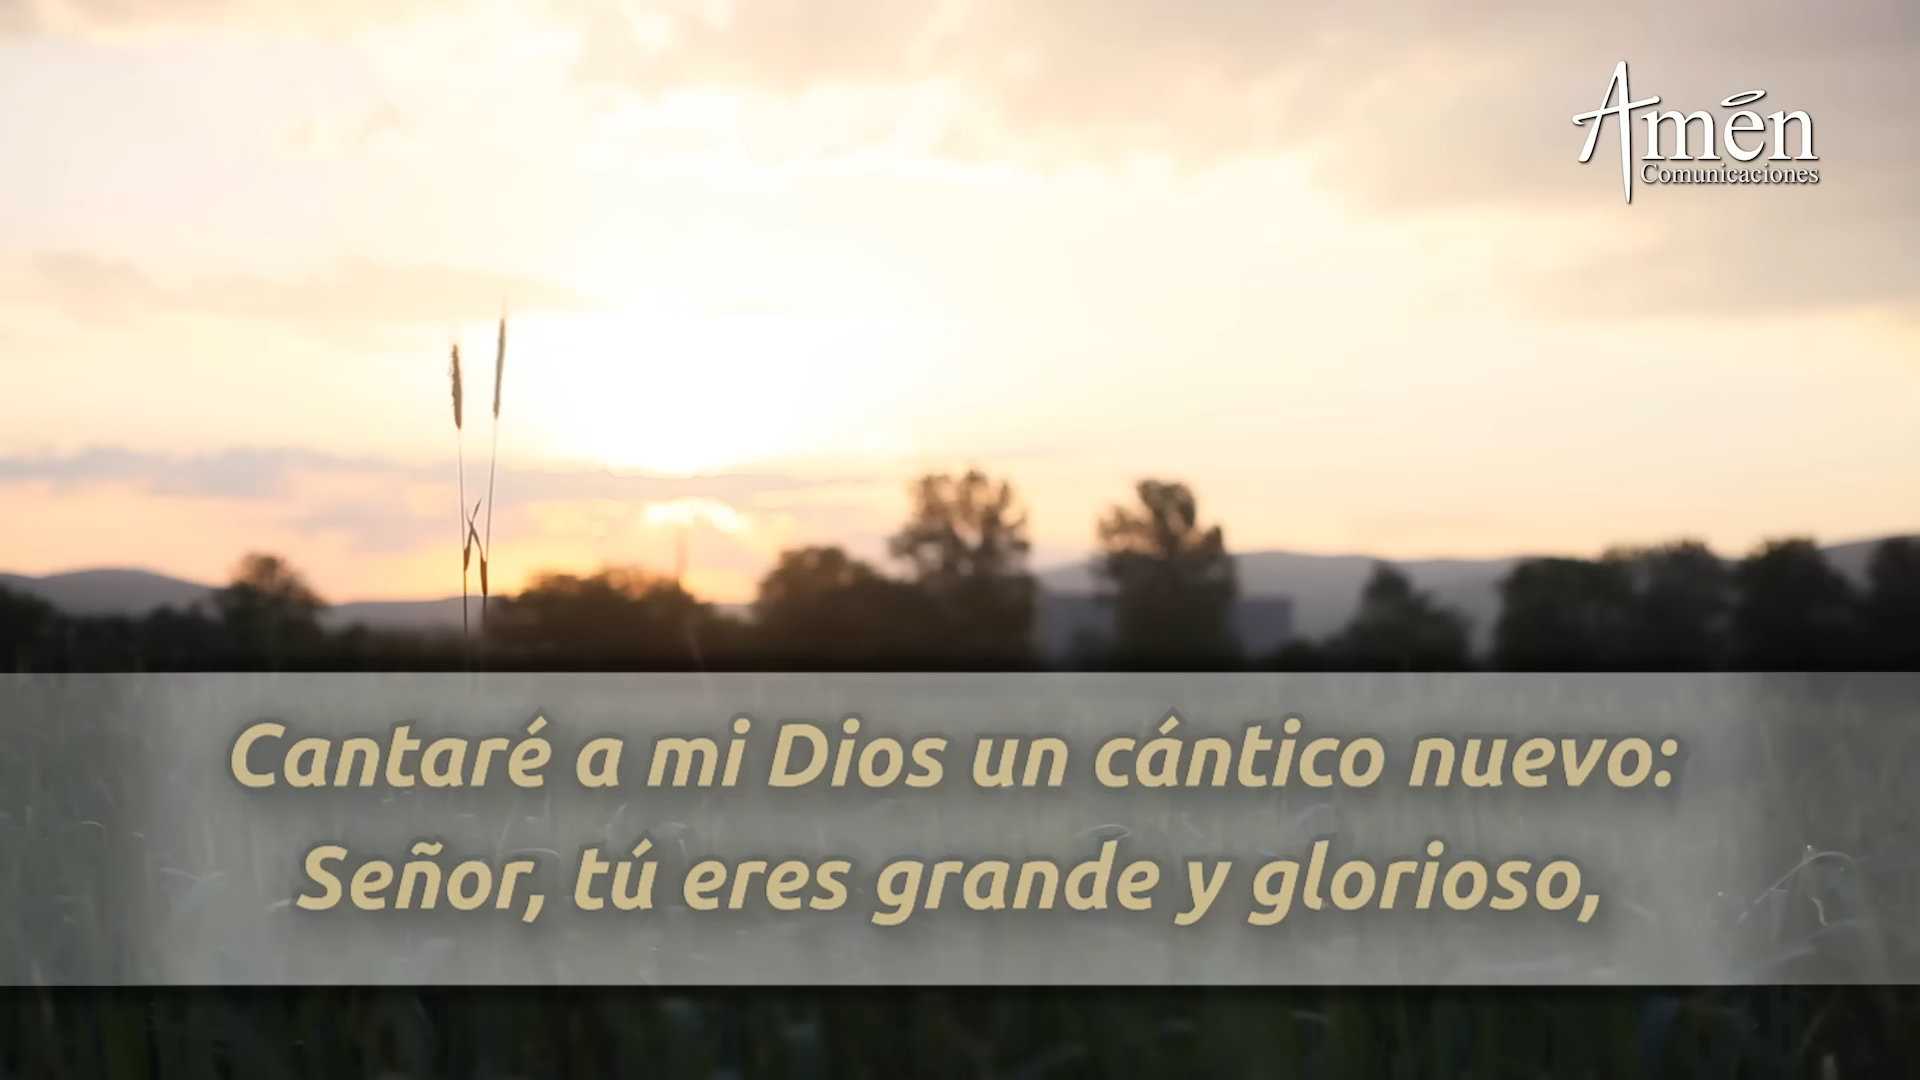 Amén
Comunicaciones
Cantaré a mi Dios un cántico nuevo:
Señor, tú eres grande y glorioso,